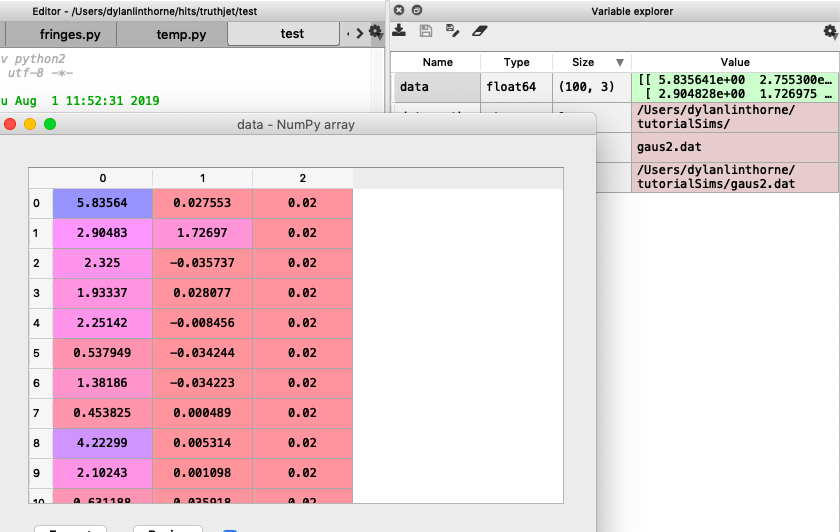 Editor - /Users/dylanlinthorne/hits/truthjet/test
fringes.py temp.py test
v python2
utf-8 -*-
u Aug 1 11:52:31 2019
Variable explorer
Name Type Size Value
data float64 (100, 3) [[ 5.835641e+00 2.755300e…
[ 2.904828e+00 1.726975 …
/Users/dylanlinthorne/
tutorialSims/
gaus2.dat
/Users/dylanlinthorne/
tutorialSims/gaus2.dat
data - NumPy array
0 1 2
0 5.83564 0.027553 0.02
1 2.90483 1.72697 0.02
2 2.325 -0.035737 0.02
3 1.93337 0.028077 0.02
4 2.25142 -0.008456 0.02
5 0.537949 -0.034244 0.02
6 1.38186 -0.034223 0.02
7 0.453825 0.000489 0.02
8 4.22299 0.005314 0.02
9 2.10243 0.001098 0.02
10 0.631188 0.035918 0.02